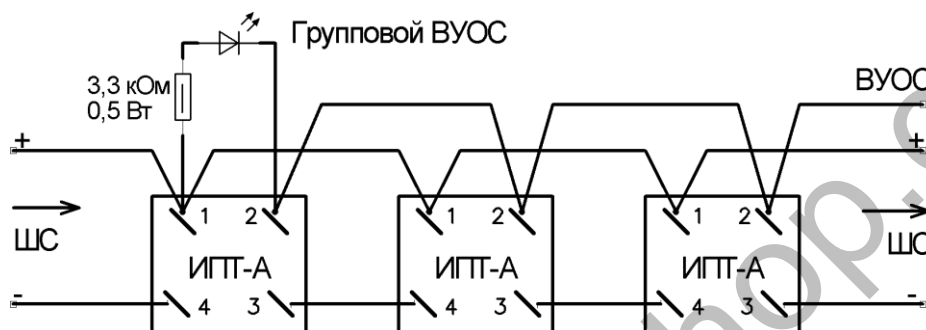 Групповой ВУОС
3,3 кОм
0,5 Вт
ВУОС
+ +
1 2 1 2 1 2
ШС ШС
ИПТ-А ИПТ-А ИПТ-А
- -
4 3 4 3 4 3
hop.